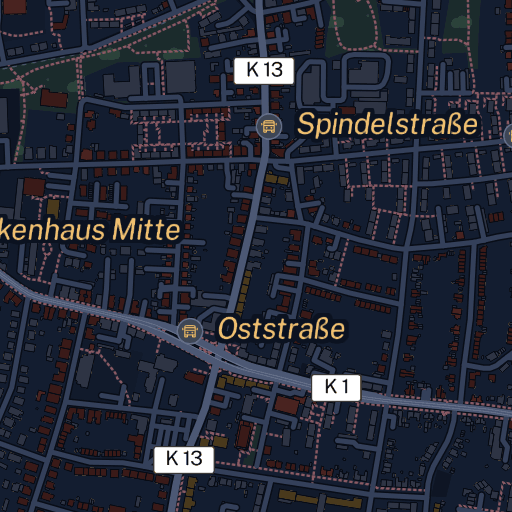 K 13
Spindelstraße
kenhaus Mitte
Oststraße
K 1
K 13